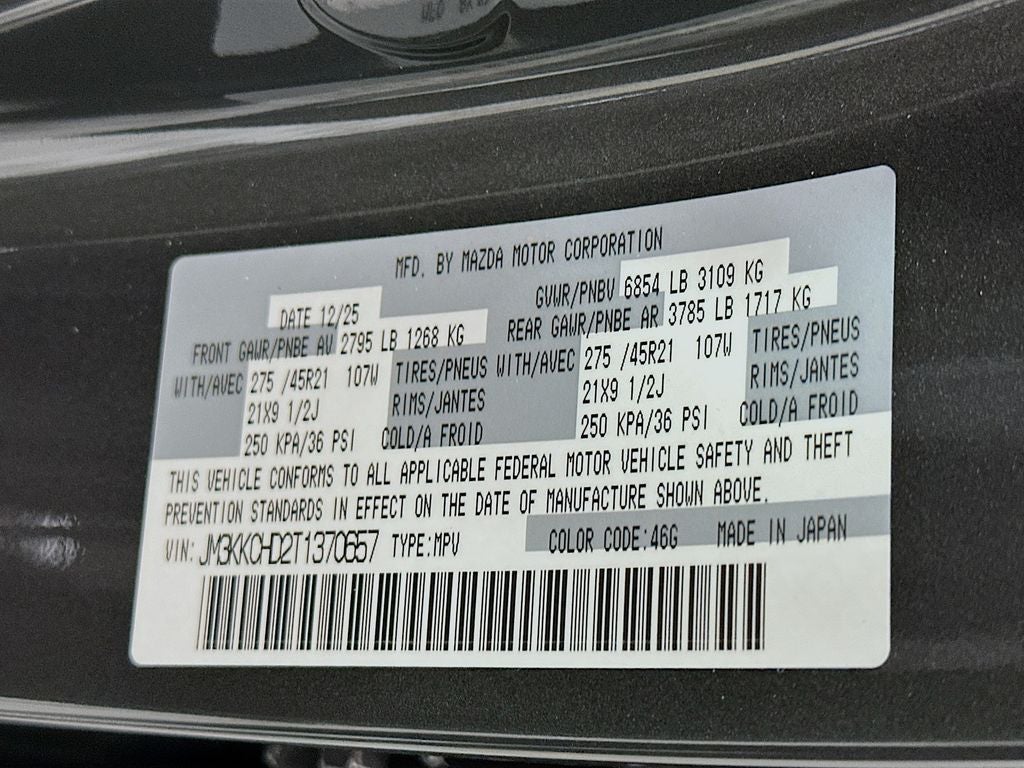 MFD. BY MAZDA MOTOR CORPORATION
DATE 12/25 GVWR/PNBV 6854 LB 3109 KG
FRONT GAWR/PNBE AV 2795 LB 1268 KG REAR GAWR/PNBE AR 3785 LB 1717 KG
WITH/AVEC 275 /45R21 107W TIRES/PNEUS WITH/AVEC 275 /45R21 107W TIRES/PNEUS
21X9 1/2J RIMS/JANTES 21X9 1/2J RIMS/JANTES
250 KPA/36 PSI COLD/A FROID 250 KPA/36 PSI COLD/A FROID
THIS VEHICLE CONFORMS TO ALL APPLICABLE FEDERAL MOTOR VEHICLE SAFETY AND THEFT
PREVENTION STANDARDS IN EFFECT ON THE DATE OF MANUFACTURE SHOWN ABOVE.
VIN: JM3KKCHD2T1370657 TYPE:MPV COLOR CODE:46G MADE IN JAPAN